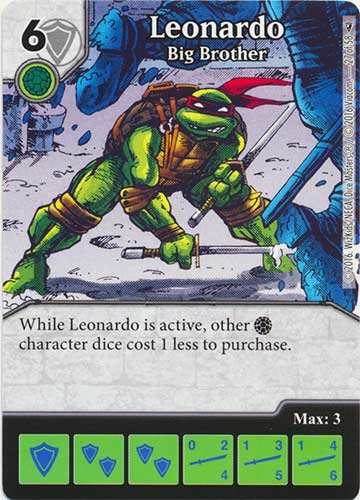 6
Leonardo
Big Brother
While Leonardo is active, other
character dice cost 1 less to purchase.
Max: 3
0 2
4
1 3
5
1 4
6